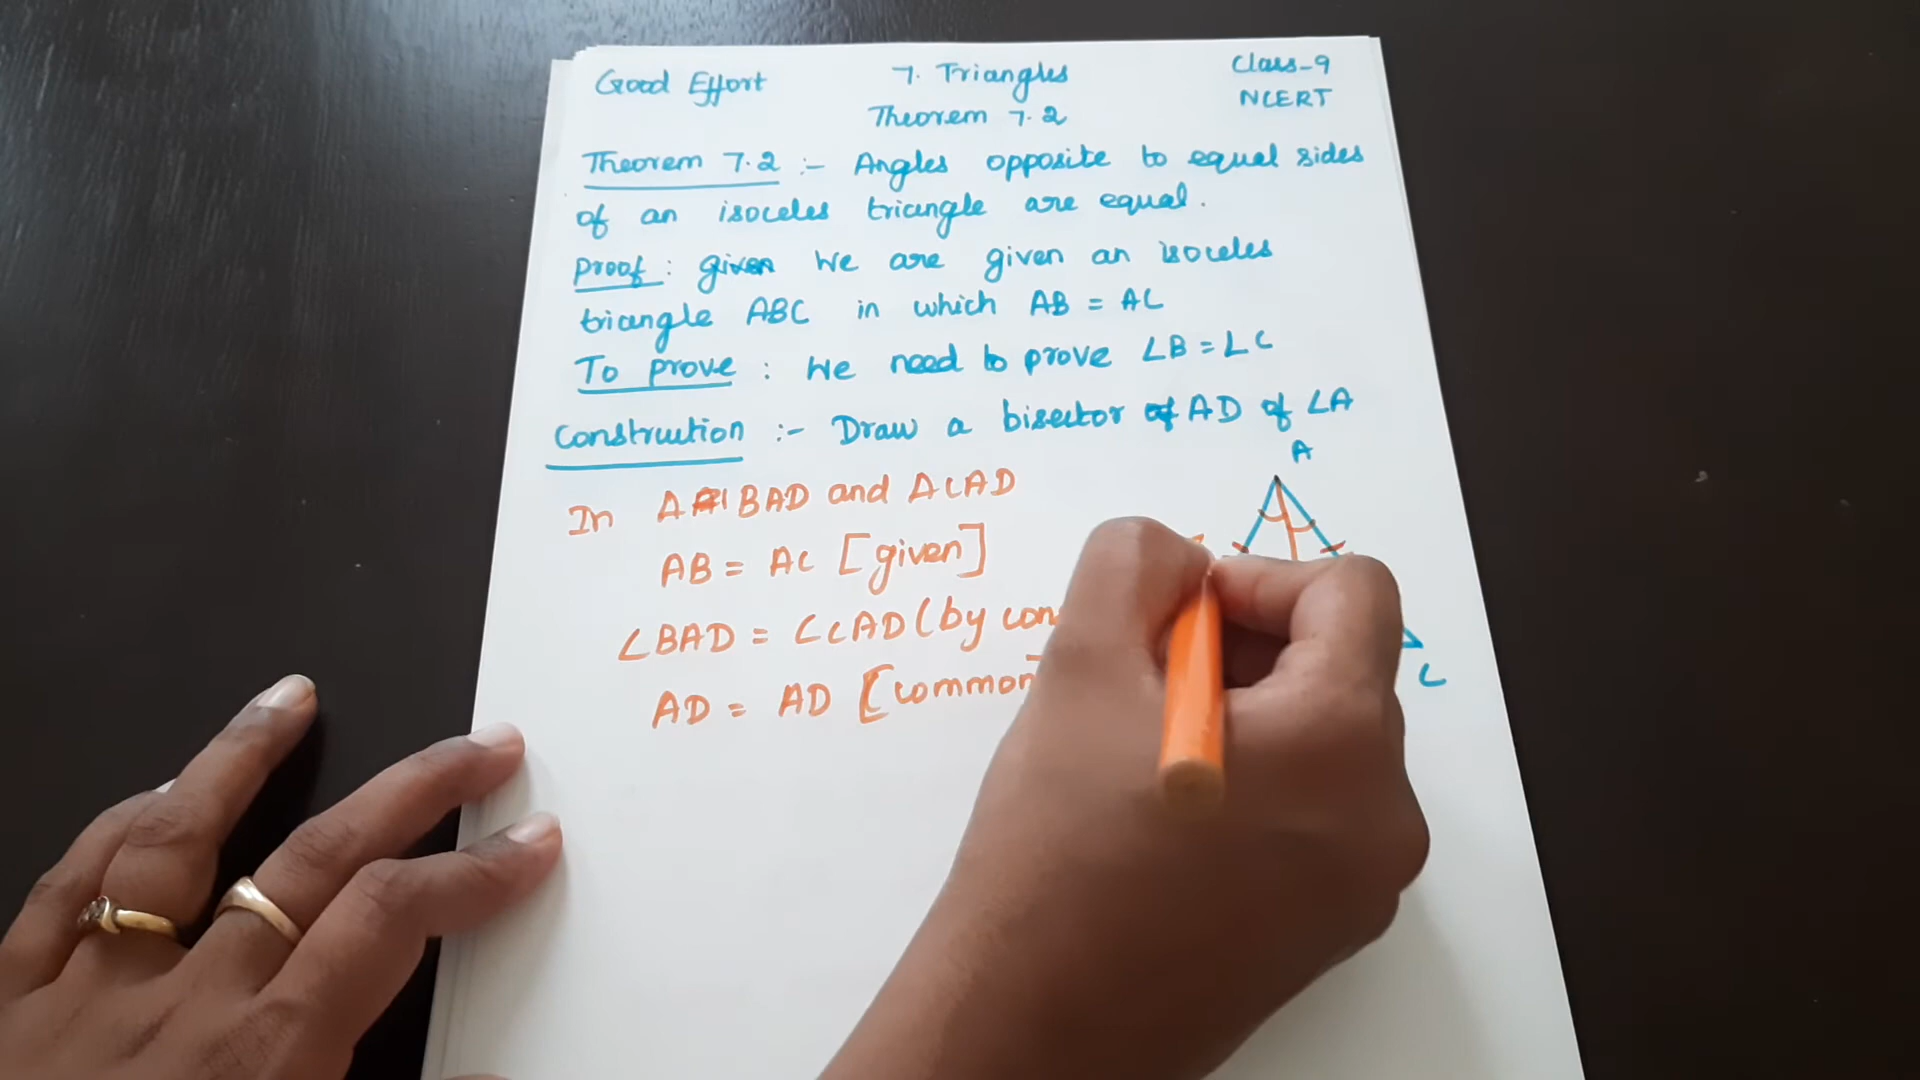 Good Effort 7. Triangles Class-9
Theorem 7.2 NCERT
Theorem 7.2 :- Angles opposite to equal sides
of an isoceles triangle are equal.
Proof : given We are given an isoceles
triangle ABC in which AB = AC
To prove : We need to prove ∠B = ∠C
Construction :- Draw a bisector of AD of ∠A
A
In BAD and ACAD
AB = AC [given]
∠BAD = ∠CAD (by con
AD = AD [common]
C